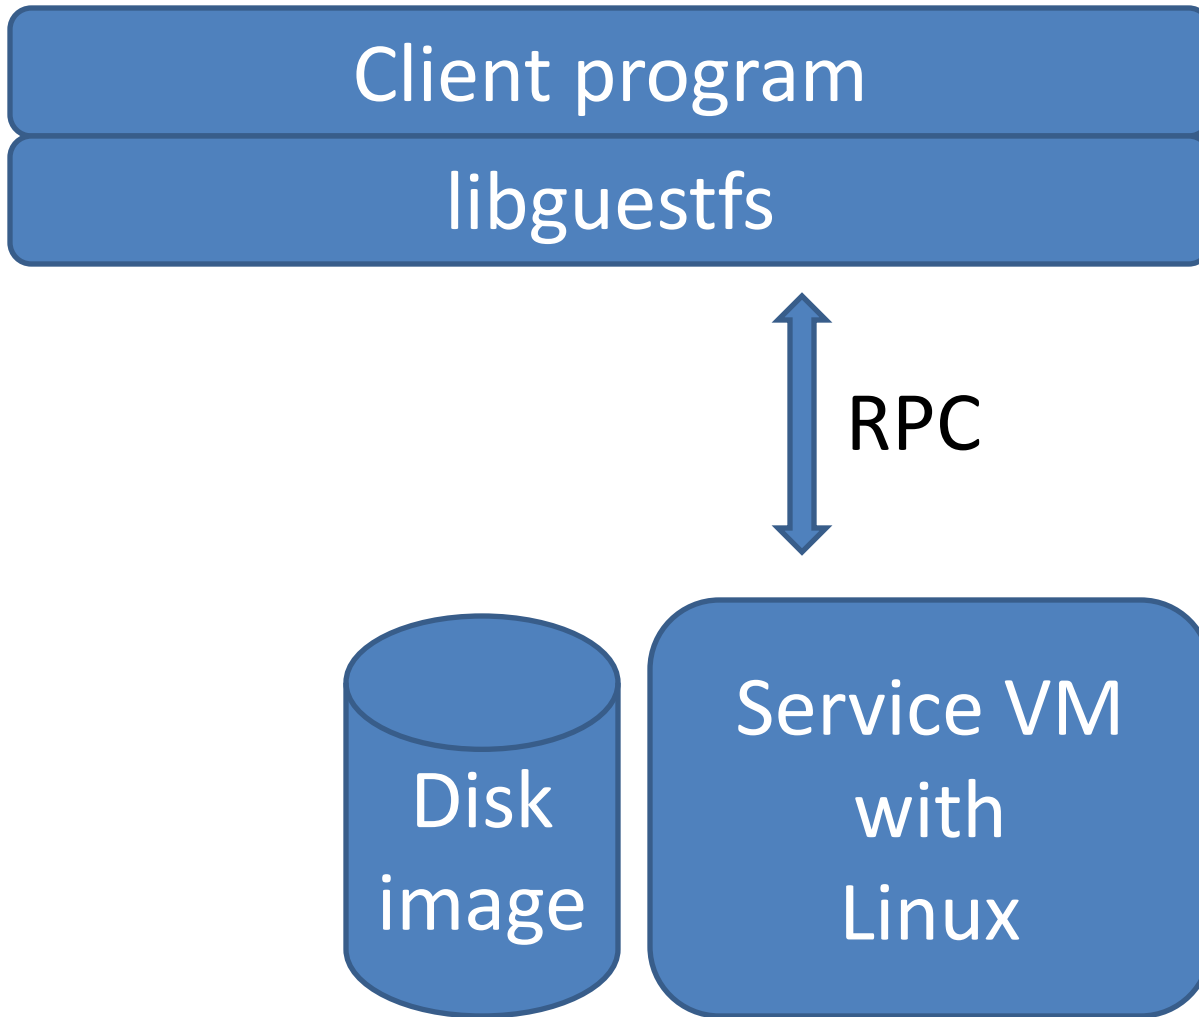 Client program
libguestfs
RPC
Disk
image
Service VM
with
Linux